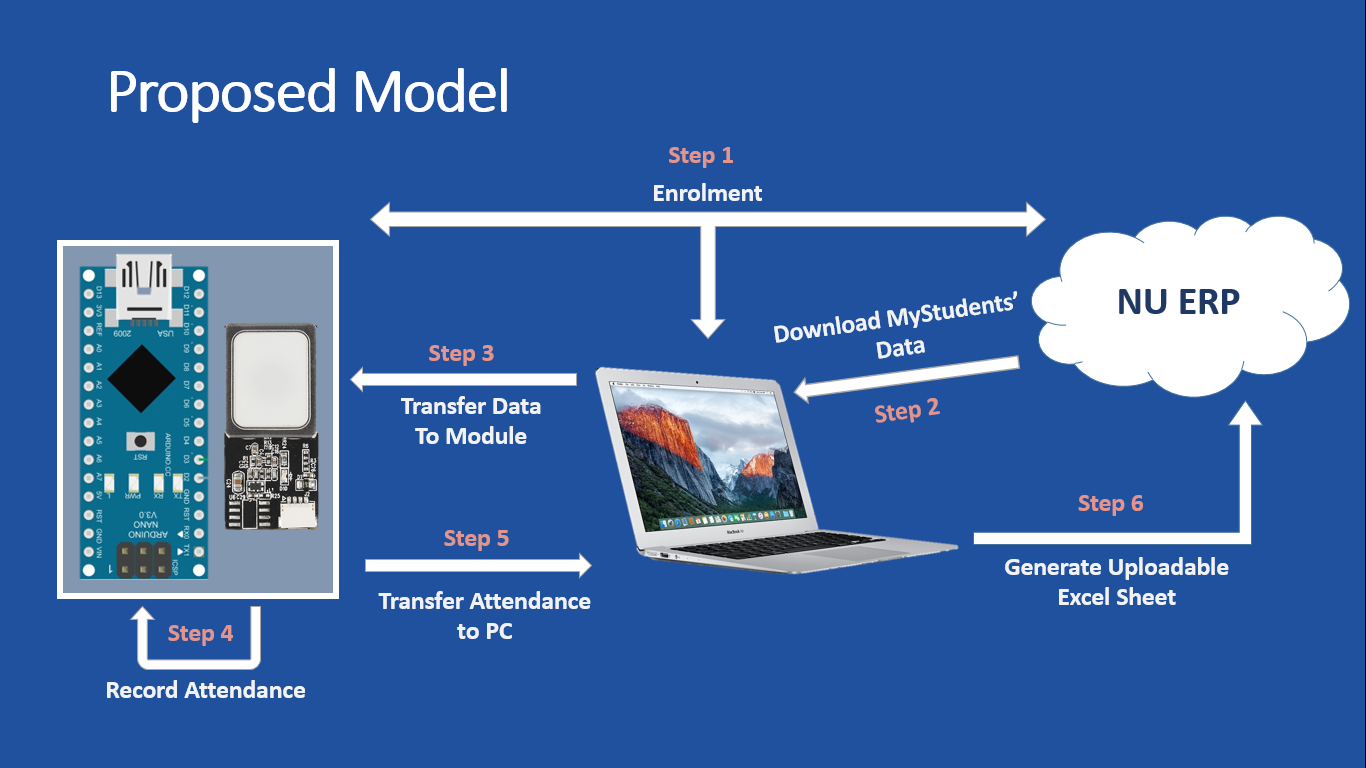 Proposed Model
Step 1
Enrolment
NU ERP
Download MyStudents’
Data
Step 2
Step 3
Transfer Data
To Module
Step 5
Transfer Attendance
to PC
Step 6
Generate Uploadable
Excel Sheet
Step 4
Record Attendance
D13
3V3
REF
A0
A1
A2
A3
A4
A5
A6
A7
5V
RST
GND
VIN
D12
D11
D10
D9
D8
D7
D6
D5
D4
D3
D2
GND
RST
RX0
TX1
2009
USA
RST
ARDUINO.CC
L
PWR
RX
TX
ARDUINO
NANO
V3.0
ICSP
1
MacBook Air